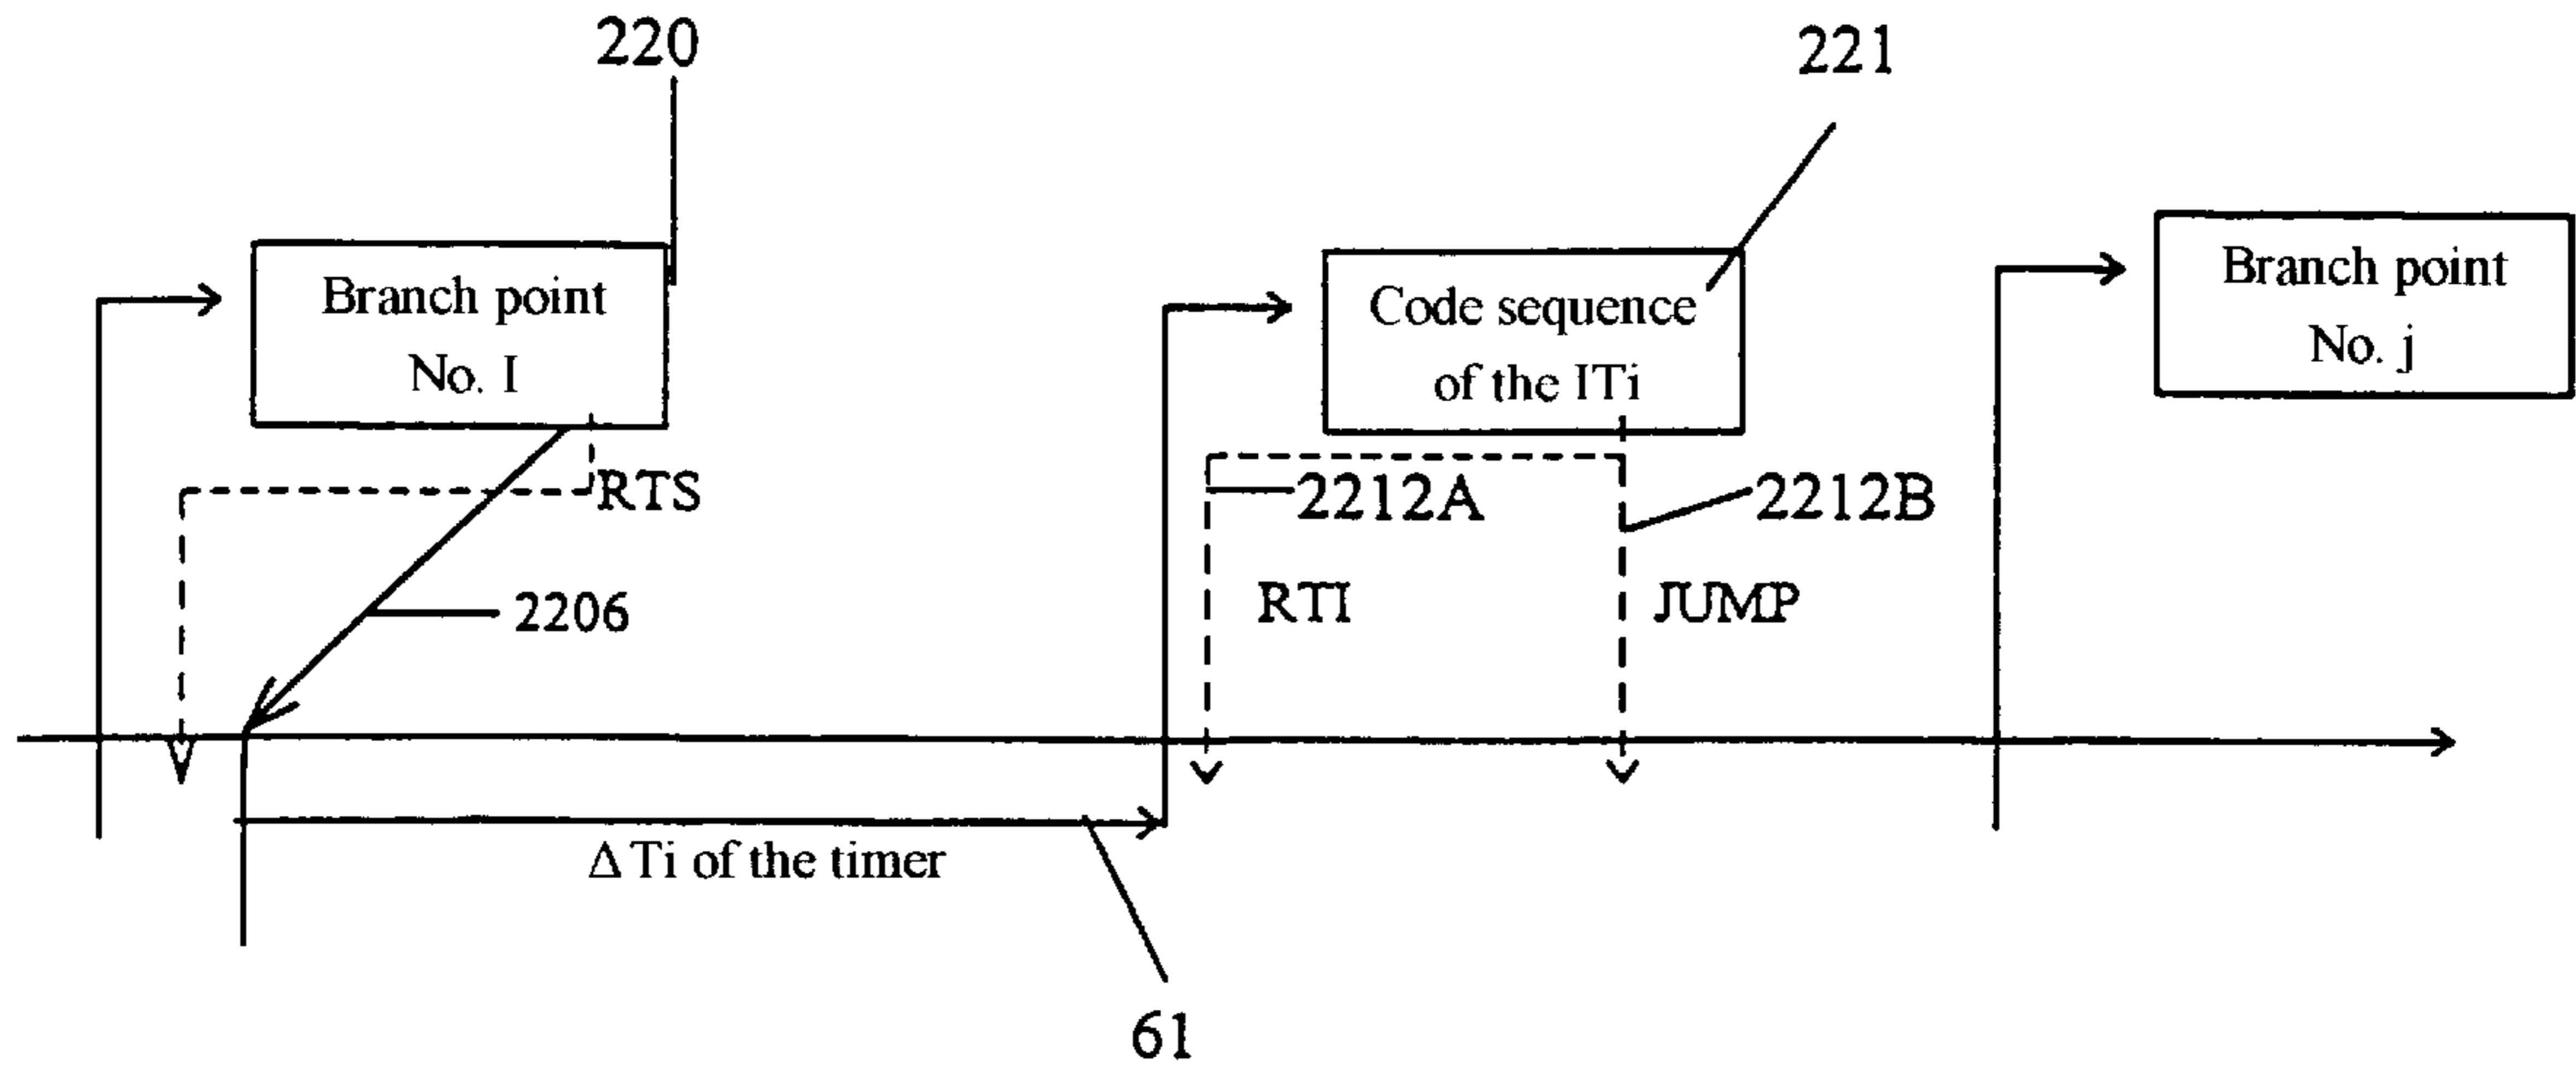 220
221
Branch point
No. I
Code sequence
of the ITi
Branch point
No. j
RTS
2212A
2212B
2206
RTI
JUMP
Δ Ti of the timer
61